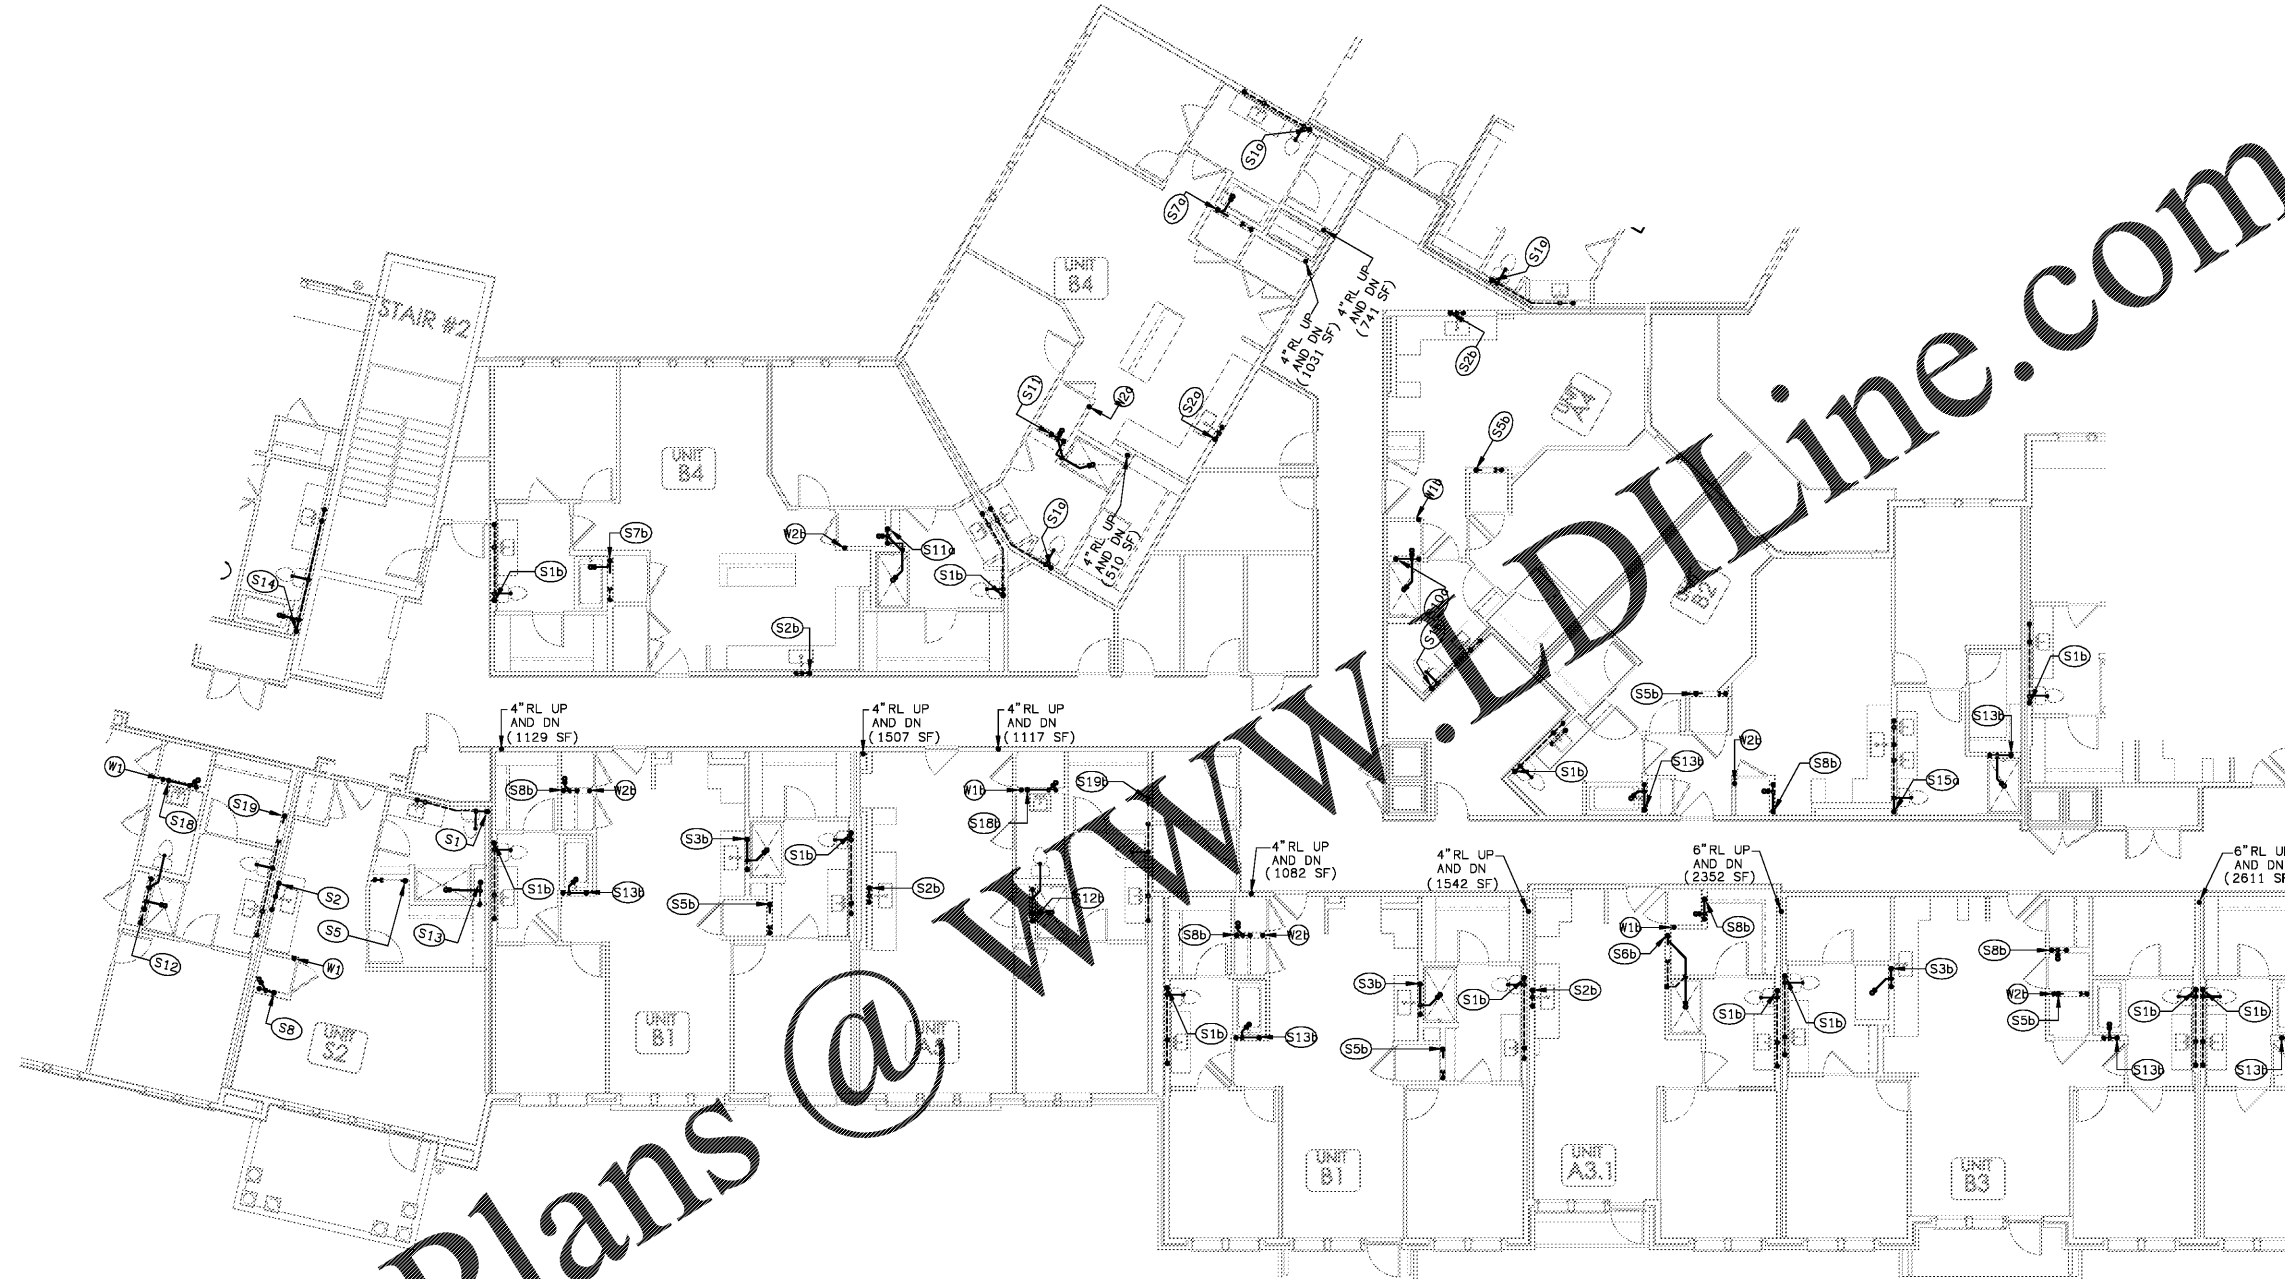 S1a
S7a
S1a
UNIT
B4
4"RL UP
AND DN
(741 SF)
4"RL UP
AND DN
(1031 SF)
STAIR #2
S2b
S11
W2a
S2a
A4
S5b
UNIT
B4
W1b
S1a
4"RL UP
AND DN
(510 SF)
S7b
W2b
S11a
S1b
S1b
S14
B2
S2b
S1b
S5b
S13b
4"RL UP
AND DN
(1129 SF)
4"RL UP
AND DN
(1507 SF)
4"RL UP
AND DN
(1117 SF)
W2b
W1
S1b
S13b
S8b
S15a
S8b
W2b
W1b
S19b
S19
S18
S18b
S1
S3b
S1b
4"RL UP
AND DN
(1082 SF)
4"RL UP
AND DN
(1542 SF)
6"RL UP
AND DN
(2352 SF)
S2
S1b
S13b
S2b
S12b
S5b
S5
S13
S8b
W2b
W1b
S8b
S12
W1
S6b
S8b
S3b
S3b
S1b
S2b
W2b
S8
S1b
S13b
S1b
S1b
S5b
S1b
S1b
UNIT
S2
UNIT
B1
S5b
S13b
S13b
UNIT
B1
UNIT
A3.1
UNIT
B3
Plans @ www.LDILine.com